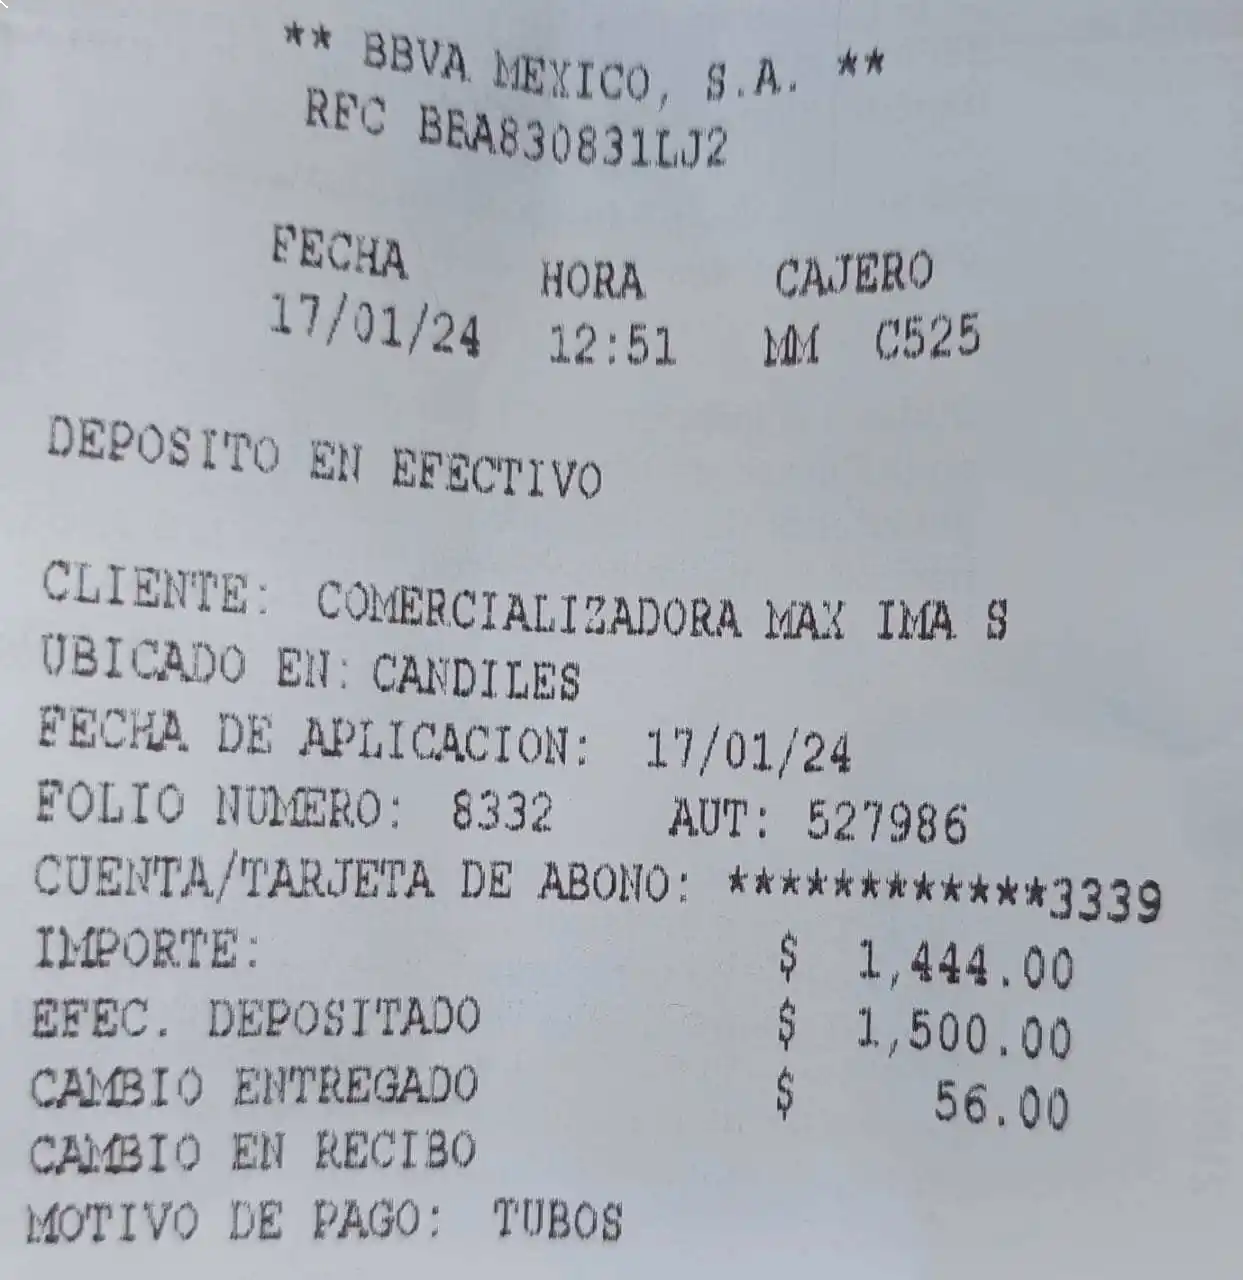 ** BBVA MEXICO, S.A. **
RFC BBA830831LJ2
FECHA HORA CAJERO
17/01/24 12:51 MM C525
DEPOSITO EN EFECTIVO
CLIENTE: COMERCIALIZADORA MAX IMA S
UBICADO EN: CANDILES
FECHA DE APLICACION: 17/01/24
FOLIO NUMERO: 8332 AUT: 527986
CUENTA/TARJETA DE ABONO: ************3339
IMPORTE: $ 1,444.00
EFEC. DEPOSITADO $ 1,500.00
CAMBIO ENTREGADO $ 56.00
CAMBIO EN RECIBO
MOTIVO DE PAGO: TUBOS